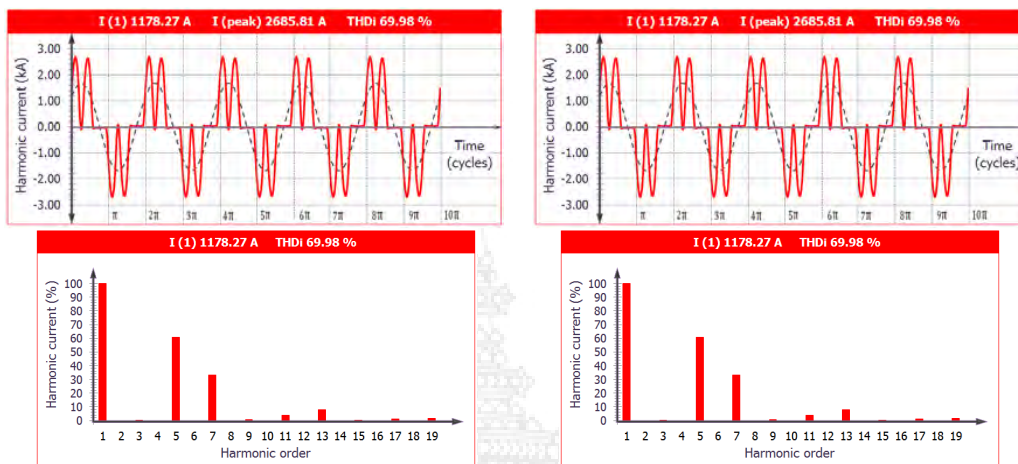 I (1) 1178.27 A I (peak) 2685.81 A THDi 69.98 %
Harmonic current (kA)
3.00
2.00
1.00
0.00
-1.00
-2.00
-3.00
Time
(cycles)
π 2π 3π 4π 5π 6π 7π 8π 9π 10π
I (1) 1178.27 A I (peak) 2685.81 A THDi 69.98 %
Harmonic current (kA)
3.00
2.00
1.00
0.00
-1.00
-2.00
-3.00
Time
(cycles)
π 2π 3π 4π 5π 6π 7π 8π 9π 10π
I (1) 1178.27 A THDi 69.98 %
Harmonic current (%)
100
90
80
70
60
50
40
30
20
10
0
1 2 3 4 5 6 7 8 9 10 11 12 13 14 15 16 17 18 19
Harmonic order
I (1) 1178.27 A THDi 69.98 %
Harmonic current (%)
100
90
80
70
60
50
40
30
20
10
0
1 2 3 4 5 6 7 8 9 10 11 12 13 14 15 16 17 18 19
Harmonic order